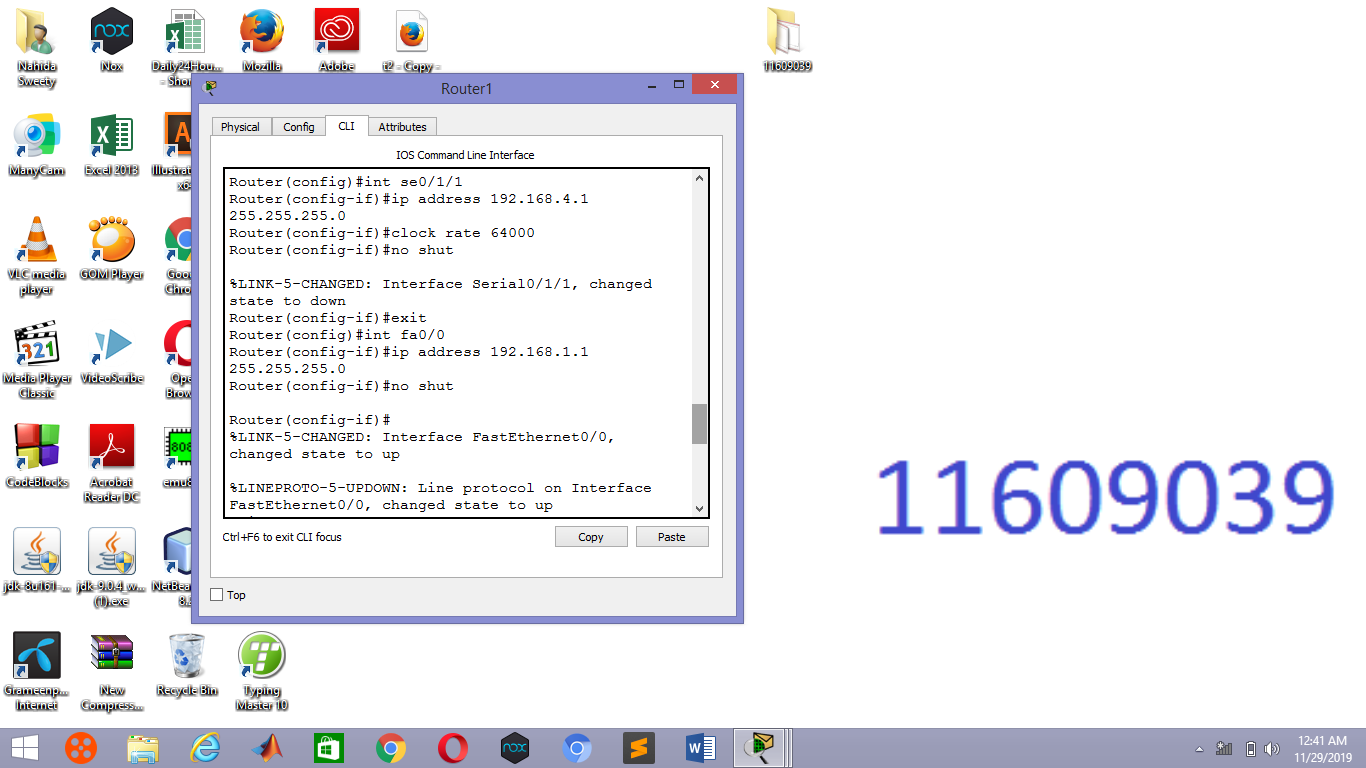 Nahida
Sweety
Nox
Daily24Hou...
- Shor
Mozilla
Adobe
t2 - Copy -
11609039
Router1
Physical
Config
CLI
Attributes
IOS Command Line Interface
Router(config)#int se0/1/1
Router(config-if)#ip address 192.168.4.1
255.255.255.0
Router(config-if)#clock rate 64000
Router(config-if)#no shut
%LINK-5-CHANGED: Interface Serial0/1/1, changed
state to down
Router(config-if)#exit
Router(config)#int fa0/0
Router(config-if)#ip address 192.168.1.1
255.255.255.0
Router(config-if)#no shut
Router(config-if)#
%LINK-5-CHANGED: Interface FastEthernet0/0,
changed state to up
%LINEPROTO-5-UPDOWN: Line protocol on Interface
FastEthernet0/0, changed state to up
Ctrl+F6 to exit CLI focus
Copy
Paste
Top
ManyCam
Excel 2013
Illustrat
x6
VLC media
player
GOM Player
Goo
Chro
Media Player
Classic
VideoScribe
Ope
Brow
CodeBlocks
Acrobat
Reader DC
808
emu8
jdk-8u161-...
jdk-9.0.4_w...
(1).exe
NetBea
8.
Grameenp...
Internet
New
Compress...
Recycle Bin
Typing
Master 10
11609039
12:41 AM
11/29/2019